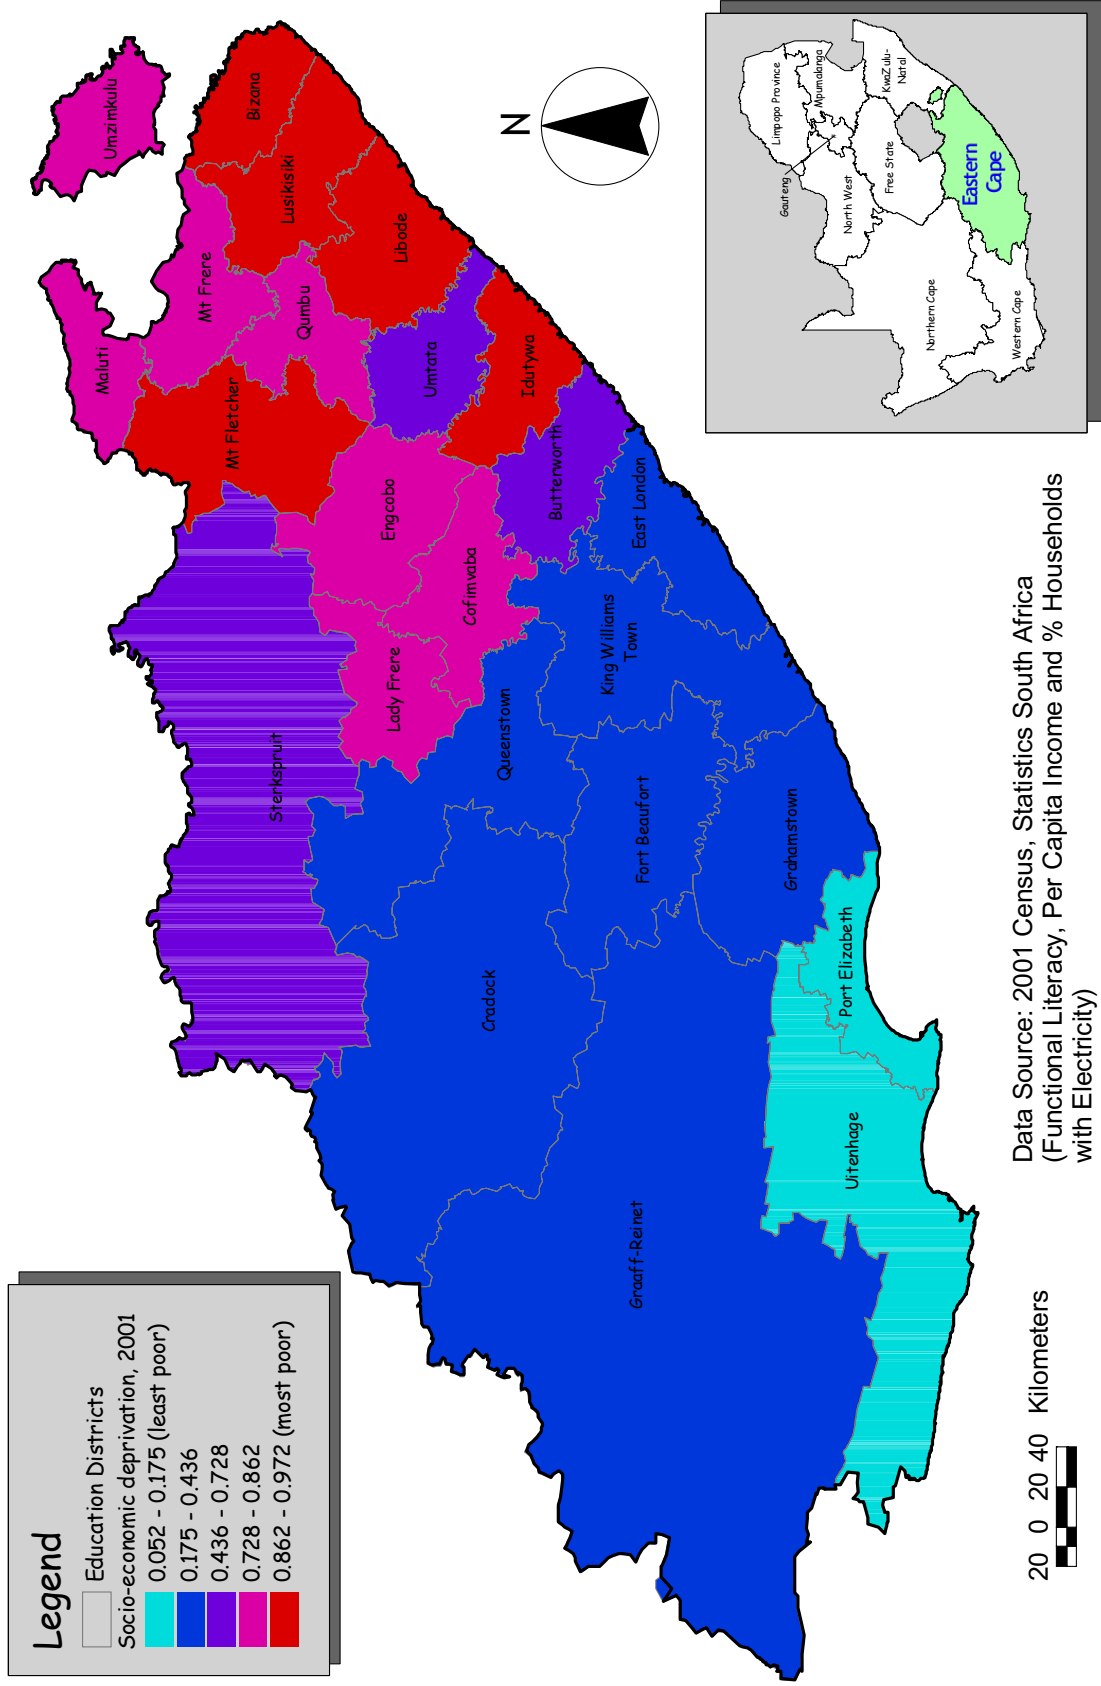 Legend
Education Districts
Socio-economic deprivation, 2001
0.052 - 0.175 (least poor)
0.175 - 0.436
0.436 - 0.728
0.728 - 0.862
0.862 - 0.972 (most poor)
Umzimkulu
Maluti
Bizana
Mt Frere
Lusikisiki
Mt Fletcher
Qumbu
Libode
Sterkspruit
Engcobo
Umtata
Lady Frere
Cofimvaba
Idutywa
Butterworth
Queenstown
East London
King Williams
Town
Cradock
Fort Beaufort
Grahamstown
Graaff-Reinet
Port Elizabeth
Uitenhage
N
20 0 20 40 Kilometers
Data Source: 2001 Census, Statistics South Africa
(Functional Literacy, Per Capita Income and % Households
with Electricity)
Limpopo Province
Gauteng
Mpumalanga
*
North West
Free State
KwaZulu-
Natal
Northern Cape
Eastern
Cape
Western Cape